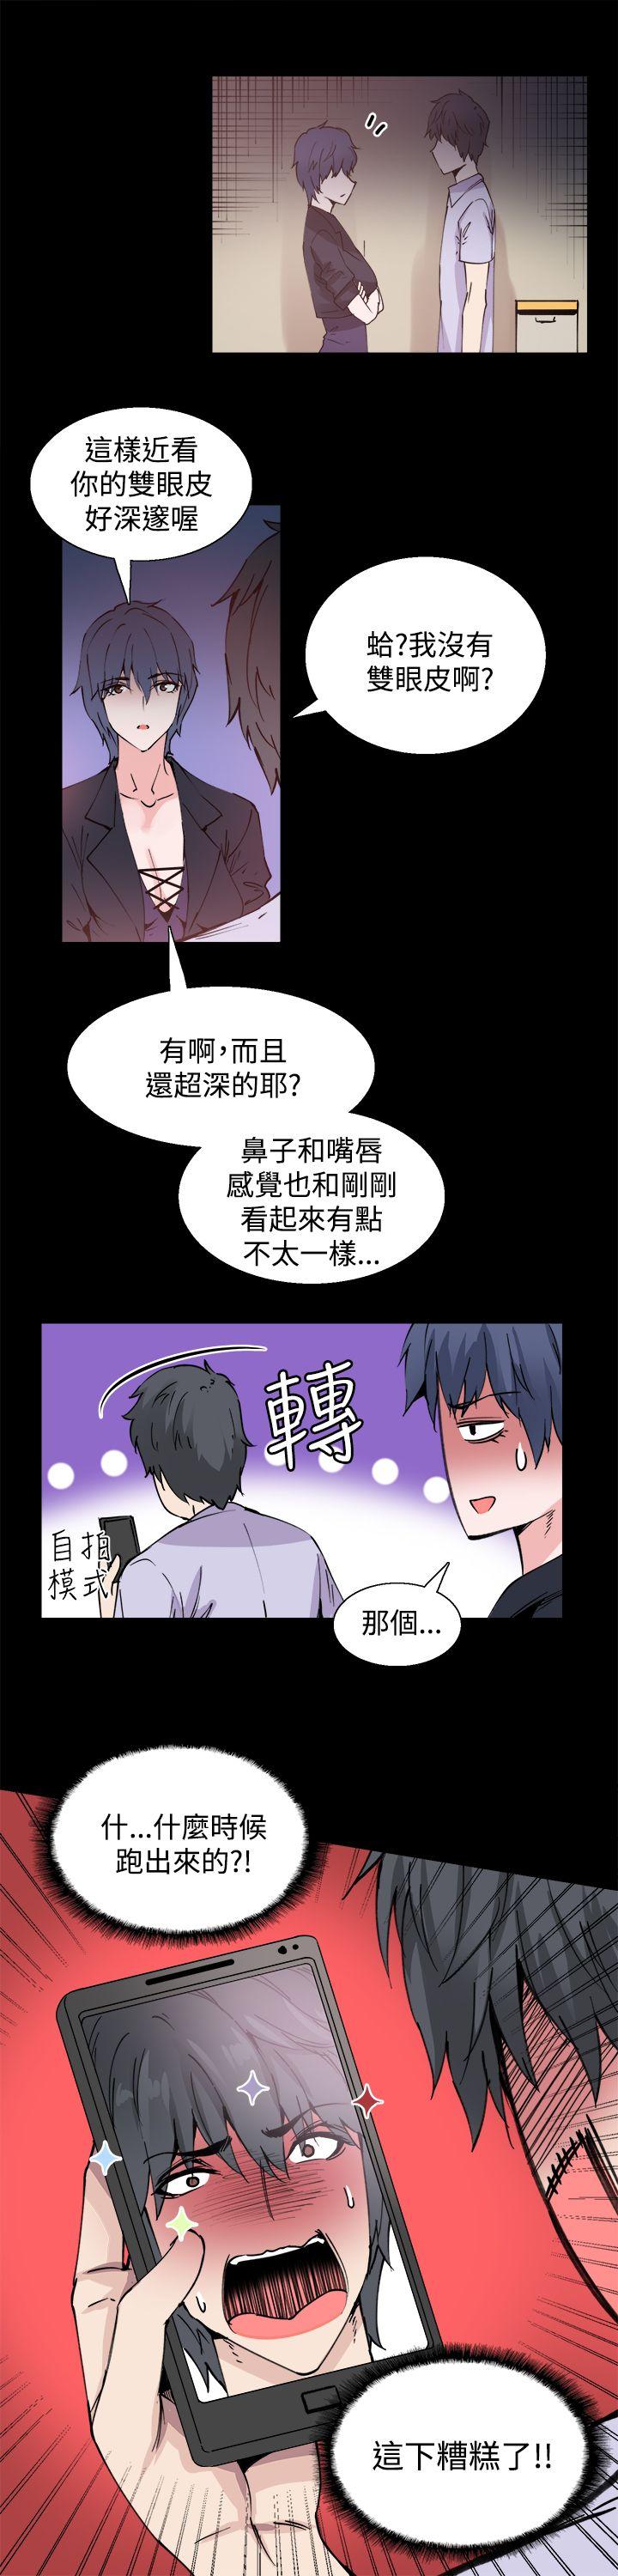 這樣近看
你的雙眼皮
好深邃喔
蛤?我沒有
雙眼皮啊?
有啊,而且
還超深的耶?
鼻子和嘴唇
感覺也和剛剛
看起來有點
不太一樣...
轉
自拍
模式
那個...
什...什麼時候
跑出來的?!
這下糟糕了!!